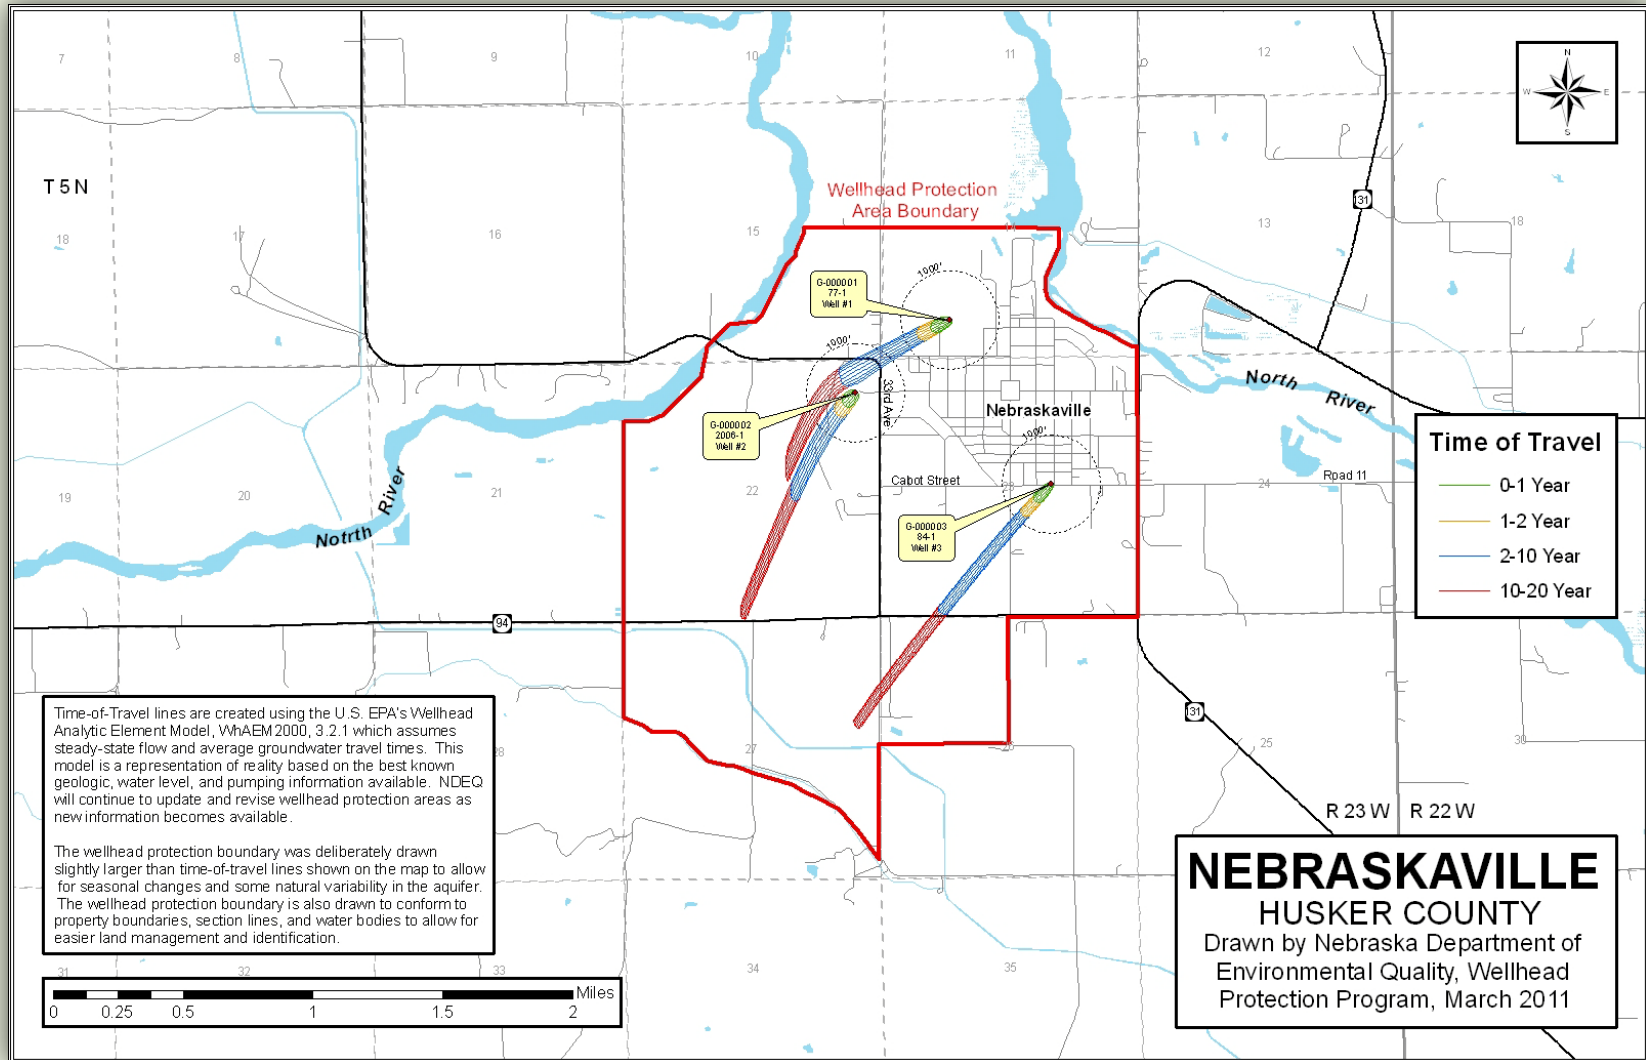 7
8
9
10
11
12
N
W
E
S
T 5 N
131
Wellhead Protection
Area Boundary
18
17
16
15
14
13
18
1000'
G-000001
77-1
Well #1
1000'
33rd Ave
North
River
Nebraskaville
G-000002
2006-1
Well #2
1000'
Time of Travel
0-1 Year
1-2 Year
2-10 Year
10-20 Year
19
20
21
22
Cabot Street
23
24
Road 11
River
Notrth
G-000003
84-1
Well #3
94
131
Time-of-Travel lines are created using the U.S. EPA's Wellhead
Analytic Element Model, WhAEM2000, 3.2.1 which assumes
steady-state flow and average groundwater travel times. This
model is a representation of reality based on the best known
geologic, water level, and pumping information available. NDEQ
will continue to update and revise wellhead protection areas as
new information becomes available.
The wellhead protection boundary was deliberately drawn
slightly larger than time-of-travel lines shown on the map to allow
for seasonal changes and some natural variability in the aquifer.
The wellhead protection boundary is also drawn to conform to
property boundaries, section lines, and water bodies to allow for
easier land management and identification.
28
27
26
25
30
R 23 W
R 22 W
NEBRASKAVILLE
HUSKER COUNTY
Drawn by Nebraska Department of
Environmental Quality, Wellhead
Protection Program, March 2011
31
32
33
34
35
Miles
0 0.25 0.5 1 1.5 2